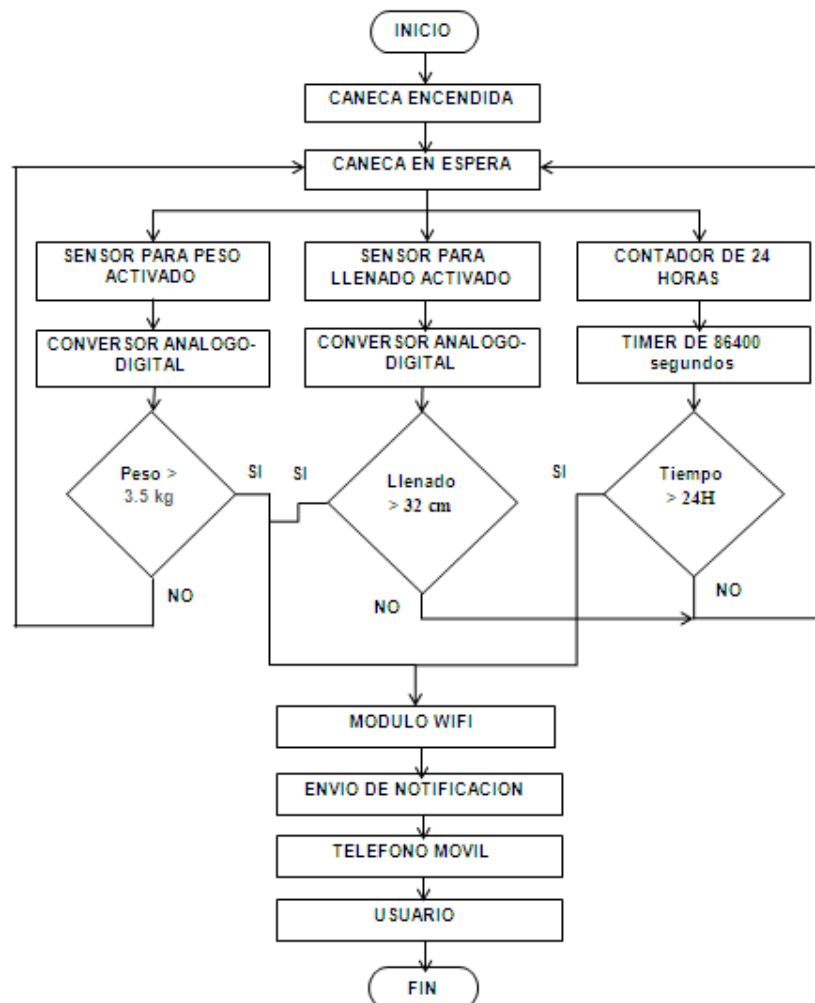 INICIO
CANECA ENCENDIDA
CANECA EN ESPERA
SENSOR PARA PESO
ACTIVADO
SENSOR PARA
LLENADO ACTIVADO
CONTADOR DE 24
HORAS
CONVERSOR ANALOGO-
DIGITAL
CONVERSOR ANALOGO-
DIGITAL
TIMER DE 86400
segundos
Peso >
3.5 kg
SI
NO
SI
Llenado
> 32 cm
NO
SI
Tiempo
> 24H
NO
MODULO WIFI
ENVIO DE NOTIFICACION
TELEFONO MOVIL
USUARIO
FIN